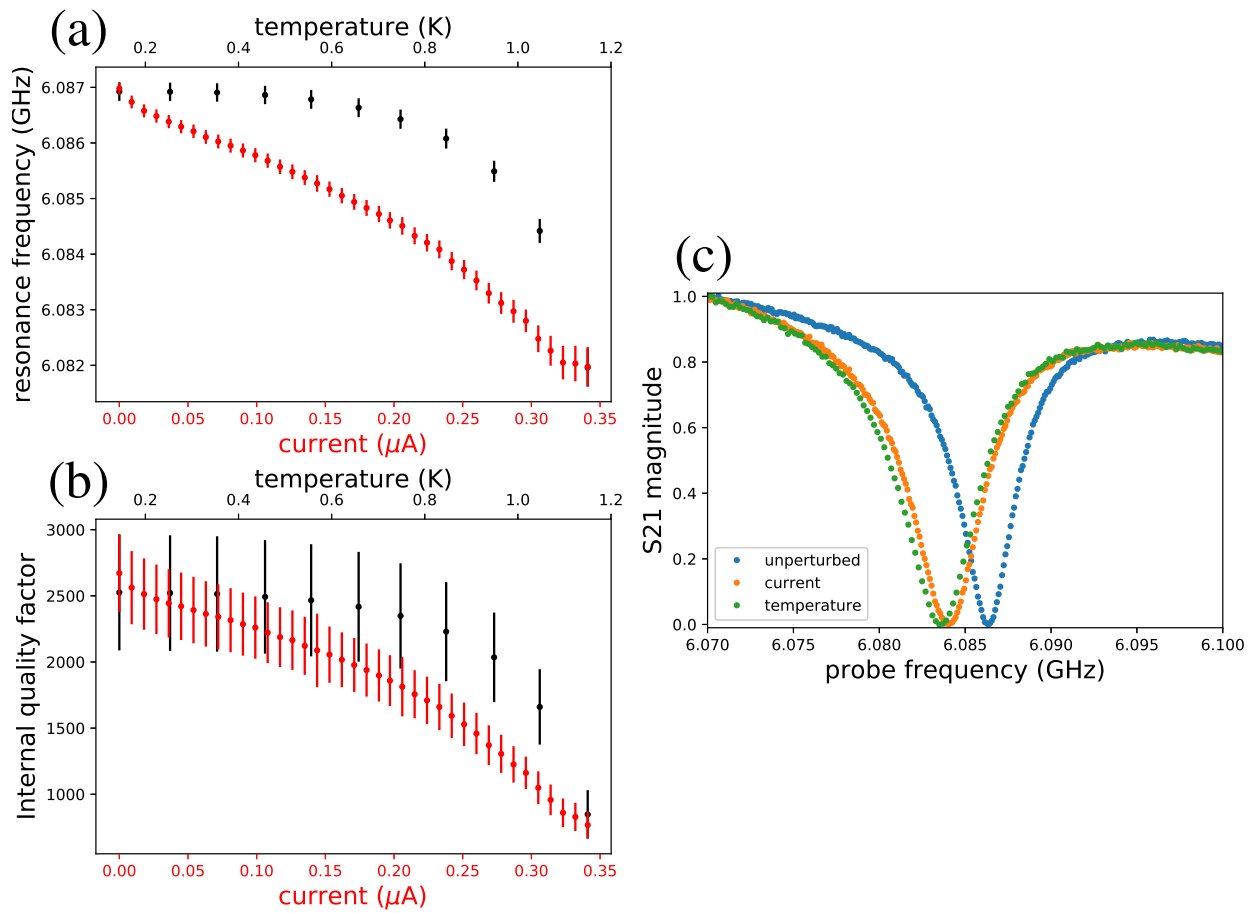 (a)
temperature (K)
0.2 0.4 0.6 0.8 1.0 1.2
resonance frequency (GHz)
6.087
6.086
6.085
6.084
6.083
6.082
0.00 0.05 0.10 0.15 0.20 0.25 0.30 0.35
current (μA)
(b)
temperature (K)
0.2 0.4 0.6 0.8 1.0 1.2
Internal quality factor
3000
2500
2000
1500
1000
0.00 0.05 0.10 0.15 0.20 0.25 0.30 0.35
current (μA)
(c)
S21 magnitude
1.0
0.8
0.6
0.4
0.2
0.0
unperturbed
current
temperature
6.070 6.075 6.080 6.085 6.090 6.095 6.100
probe frequency (GHz)